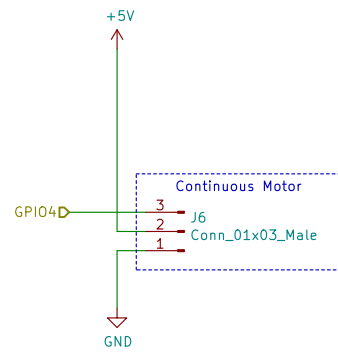 +5V
Continuous Motor
GPIO4
3
J6
2
Conn_01x03_Male
1
GND